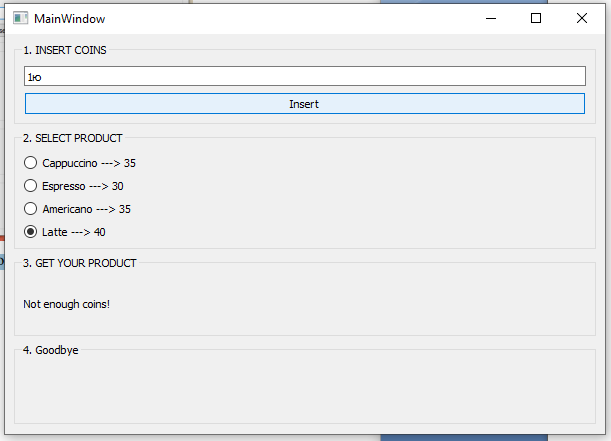 MainWindow
1. INSERT COINS
1ю
Insert
2. SELECT PRODUCT
Cappuccino ---> 35
Espresso ---> 30
Americano ---> 35
Latte ---> 40
3. GET YOUR PRODUCT
Not enough coins!
4. Goodbye